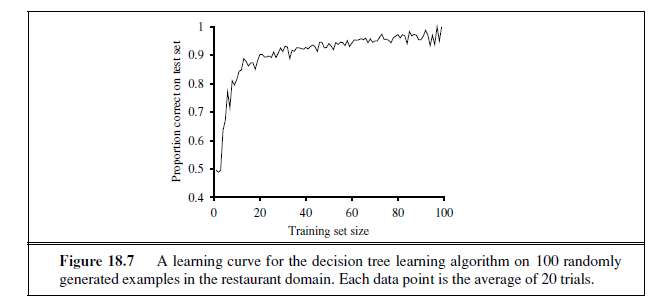 1
0.9
0.8
0.7
0.6
0.5
0.4
Proportion correct on test set
0 20 40 60 80 100
Training set size
Figure 18.7 A learning curve for the decision tree learning algorithm on 100 randomly
generated examples in the restaurant domain. Each data point is the average of 20 trials.